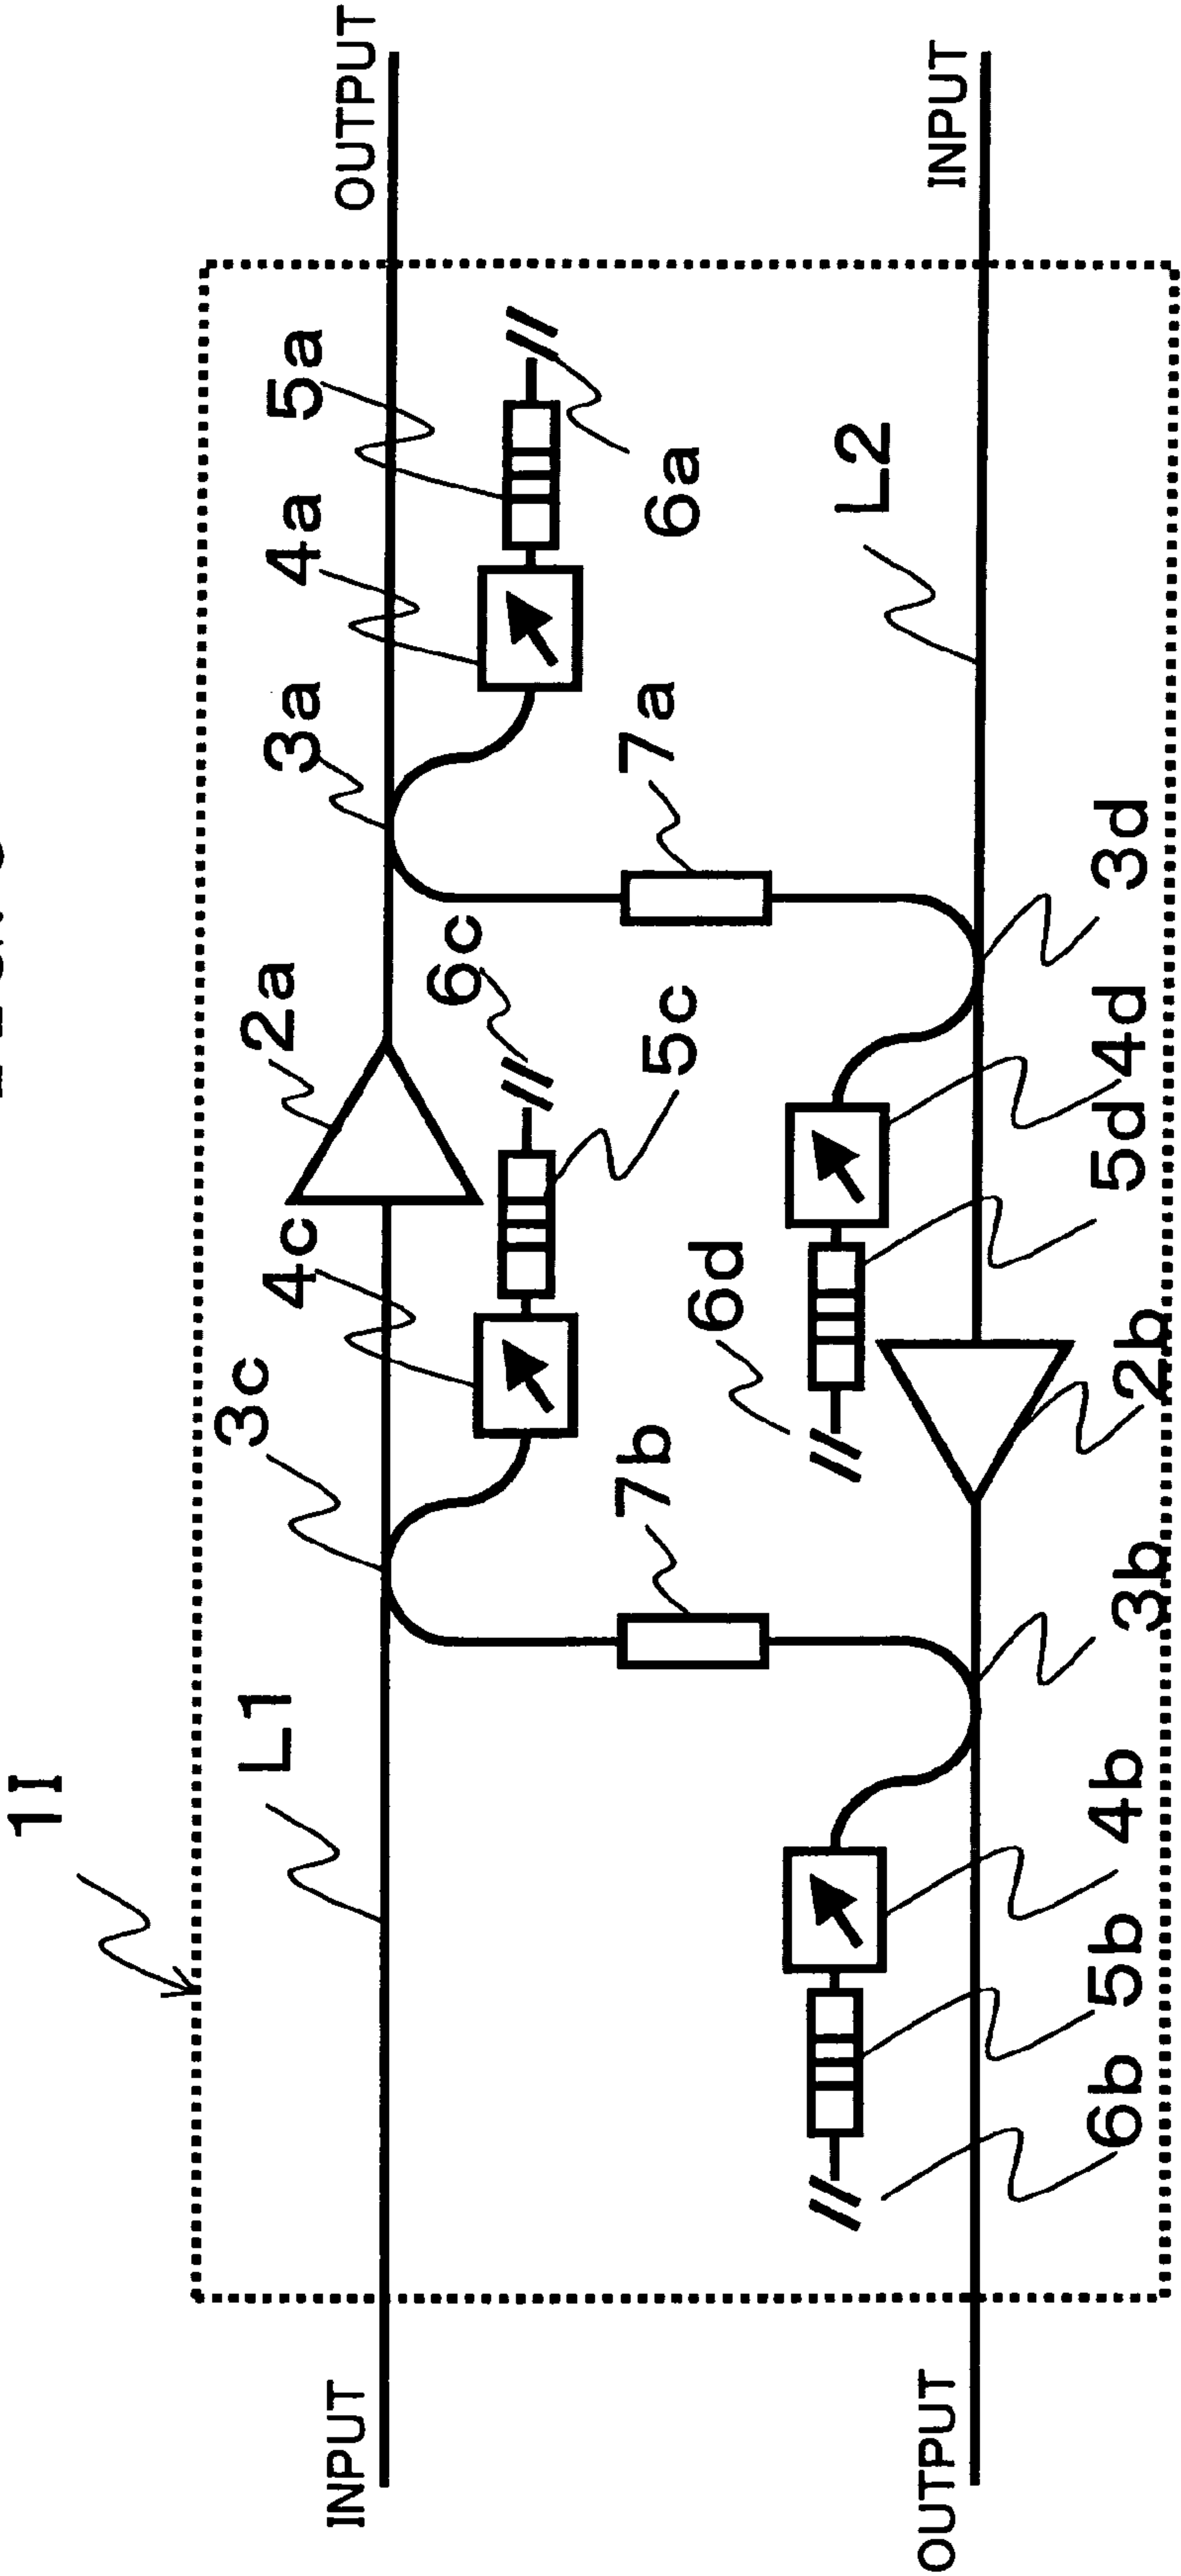 1I
INPUT
L1
3c
4c
2a
3a
4a
5a
OUTPUT
6c
7b
5c
7a
6a
6d
L2
OUTPUT
INPUT
6b
5b
4b
3b
2b
5d
4d
3d